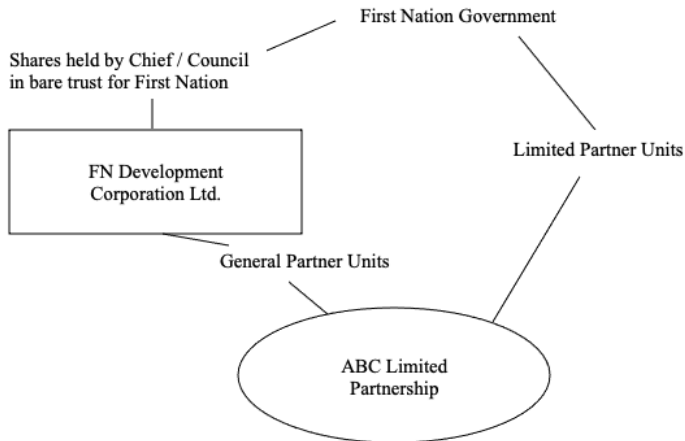 First Nation Government
Shares held by Chief / Council
in bare trust for First Nation
FN Development
Corporation Ltd.
Limited Partner Units
General Partner Units
ABC Limited
Partnership